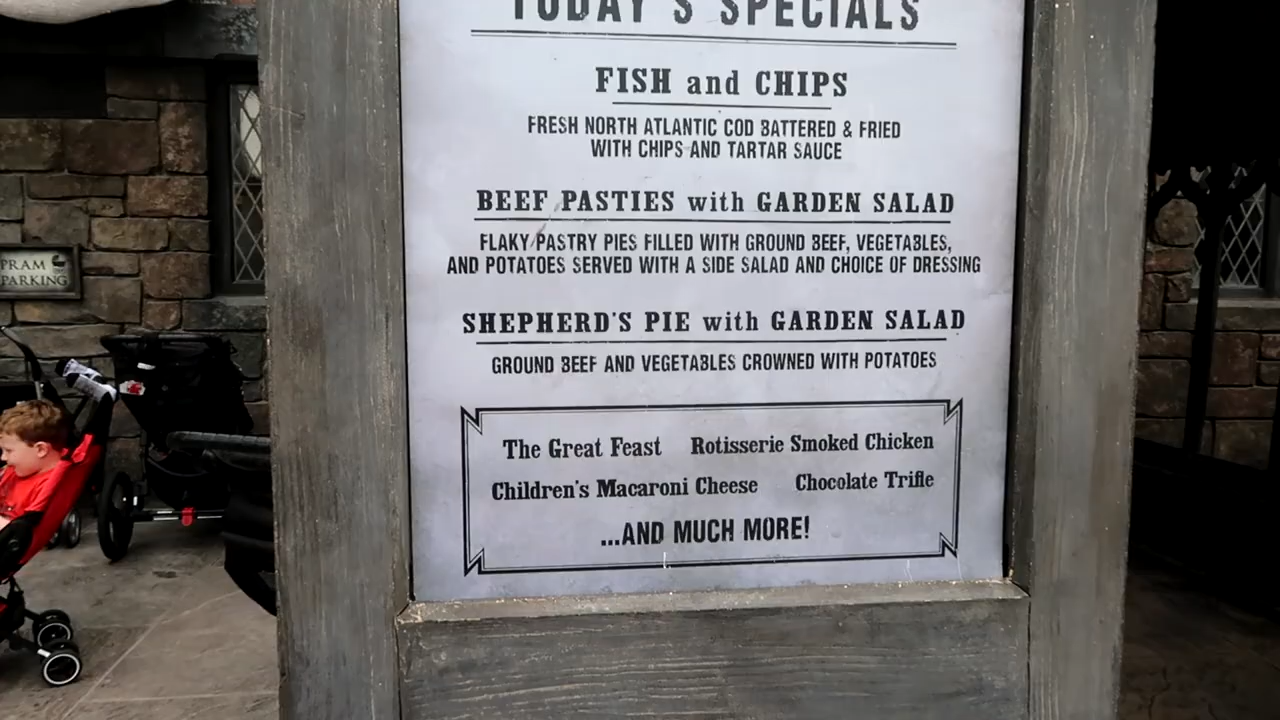 TODAY'S SPECIALS
FISH and CHIPS
FRESH NORTH ATLANTIC COD BATTERED & FRIED
WITH CHIPS AND TARTAR SAUCE
BEEF PASTIES with GARDEN SALAD
FLAKY PASTRY PIES FILLED WITH GROUND BEEF, VEGETABLES,
AND POTATOES SERVED WITH A SIDE SALAD AND CHOICE OF DRESSING
SHEPHERD'S PIE with GARDEN SALAD
GROUND BEEF AND VEGETABLES CROWNED WITH POTATOES
The Great Feast Rotisserie Smoked Chicken
Children's Macaroni Cheese Chocolate Trifle
...AND MUCH MORE!
PRAM
PARKING